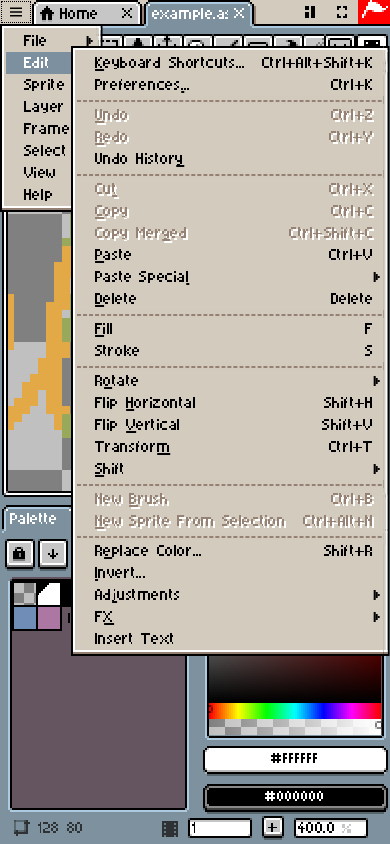 Home
example.a
File
Edit
Sprite
Layer
Frame
Select
View
Help
Keyboard Shortcuts... Ctrl+Alt+Shift+K
Preferences... Ctrl+K
Undo Ctrl+Z
Redo Ctrl+Y
Undo History
Cut Ctrl+X
Copy Ctrl+C
Copy Merged Ctrl+Shift+C
Paste Ctrl+V
Paste Special
Delete Delete
Fill F
Stroke S
Rotate
Flip Horizontal Shift+H
Flip Vertical Shift+V
Transform Ctrl+T
Shift
New Brush Ctrl+B
New Sprite From Selection Ctrl+Alt+N
Replace Color... Shift+R
Invert...
Adjustments
FX
Insert Text
Palette
#FFFFFF
#000000
128 80 1 400.0 %